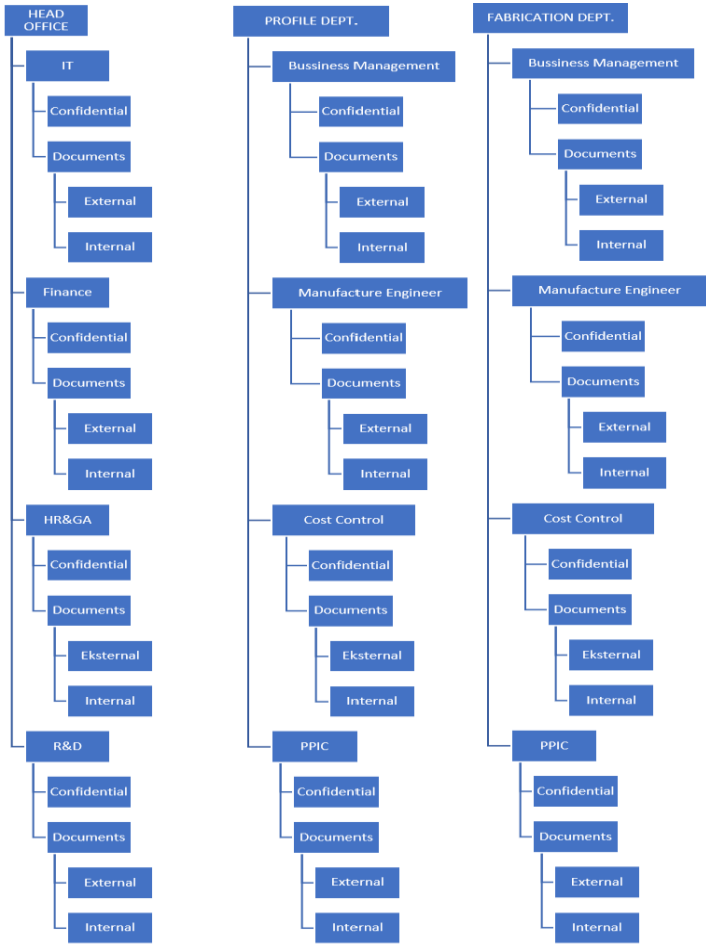 HEAD
OFFICE
IT
Confidential
Documents
External
Internal
Finance
Confidential
Documents
External
Internal
HR&GA
Confidential
Documents
Eksternal
Internal
R&D
Confidential
Documents
External
Internal
PROFILE DEPT.
Bussiness Management
Confidential
Documents
External
Internal
Manufacture Engineer
Confidential
Documents
External
Internal
Cost Control
Confidential
Documents
Eksternal
Internal
PPIC
Confidential
Documents
External
Internal
FABRICATION DEPT.
Bussiness Management
Confidential
Documents
External
Internal
Manufacture Engineer
Confidential
Documents
External
Internal
Cost Control
Confidential
Documents
Eksternal
Internal
PPIC
Confidential
Documents
External
Internal